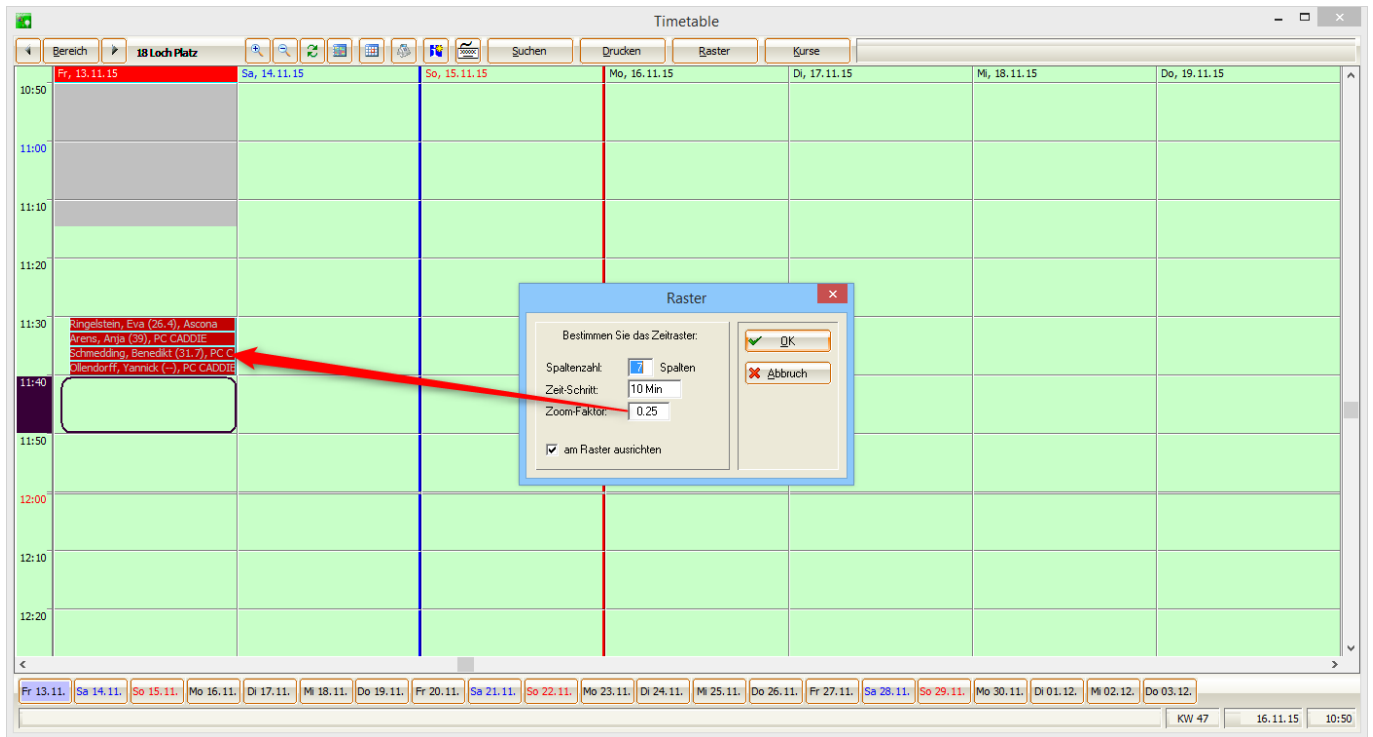 Timetable
Bereich 18 Loch Platz Suchen Drucken Raster Kurse
Fr, 13.11.15 Sa, 14.11.15 So, 15.11.15 Mo, 16.11.15 Di, 17.11.15 Mi, 18.11.15 Do, 19.11.15
10:50
11:00
11:10
11:20
Raster
11:30 Ringelstein, Eva (26.4), Ascona
Arens, Anja (39), PC CADDIE
Schmedding, Benedikt (31.7), PC C
Ollendorff, Yannick (--), PC CADDIE
Bestimmen Sie das Zeitraster:
OK
Spaltenzahl: 7 Spalten
Abbruch
Zeit-Schritt: 10 Min
Zoom-Faktor: 0.25
am Raster ausrichten
11:40
11:50
12:00
12:10
12:20
Fr 13.11. Sa 14.11. So 15.11. Mo 16.11. Di 17.11. Mi 18.11. Do 19.11. Fr 20.11. Sa 21.11. So 22.11. Mo 23.11. Di 24.11. Mi 25.11. Do 26.11. Fr 27.11. Sa 28.11. So 29.11. Mo 30.11. Di 01.12. Mi 02.12. Do 03.12.
KW 47 16.11.15 10:50